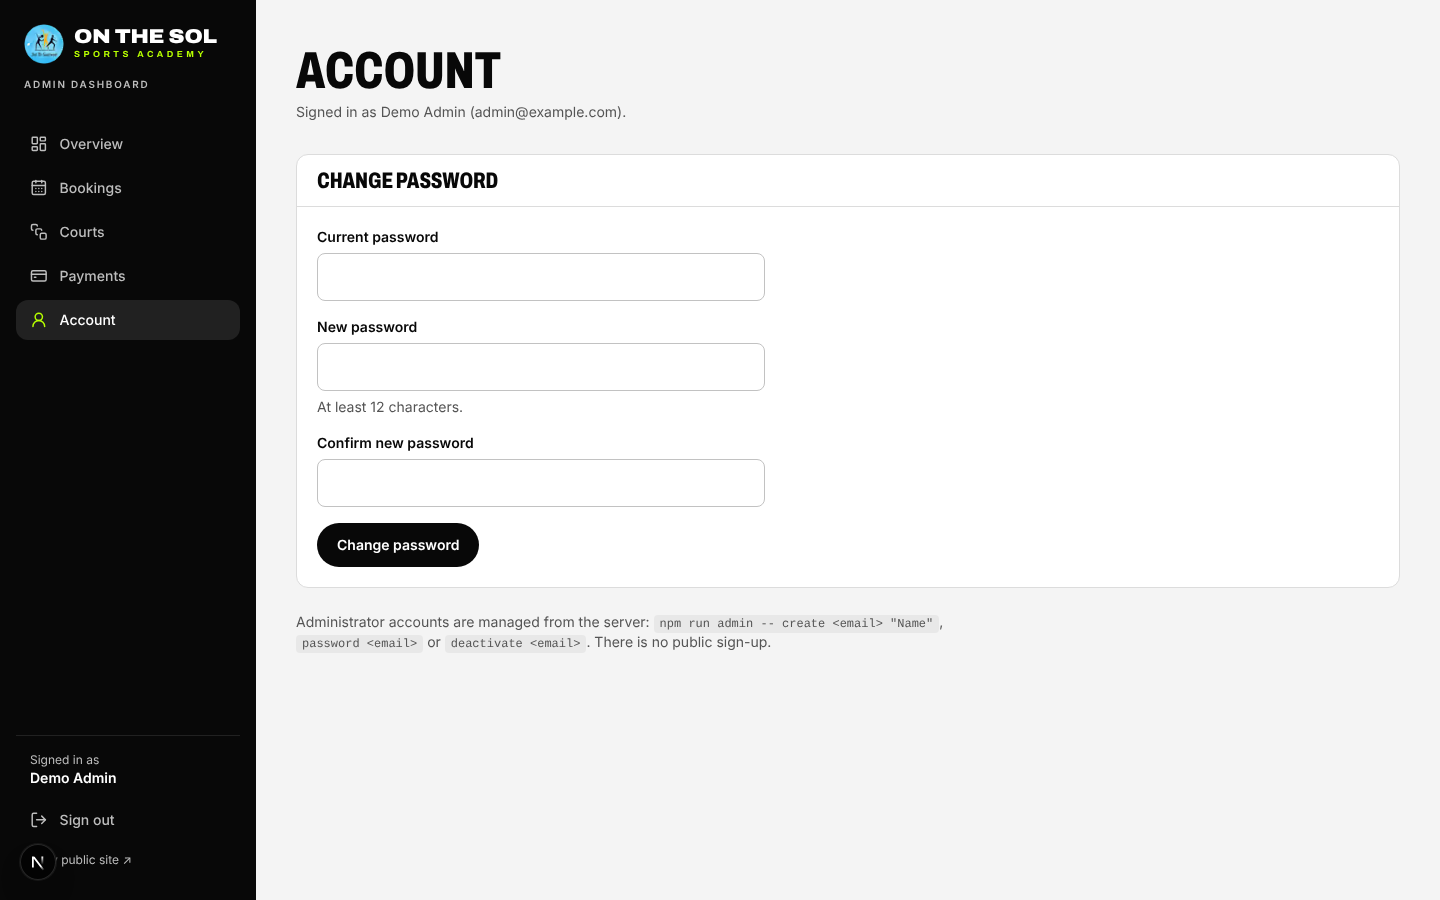 ON THE SOL
SPORTS ACADEMY
ADMIN DASHBOARD
Overview
Bookings
Courts
Payments
Account
Signed in as
Demo Admin
Sign out
public site ↗
N
ACCOUNT
Signed in as Demo Admin (admin@example.com).
CHANGE PASSWORD
Current password
New password
At least 12 characters.
Confirm new password
Change password
Administrator accounts are managed from the server: npm run admin -- create <email> "Name",
password <email> or deactivate <email>. There is no public sign-up.